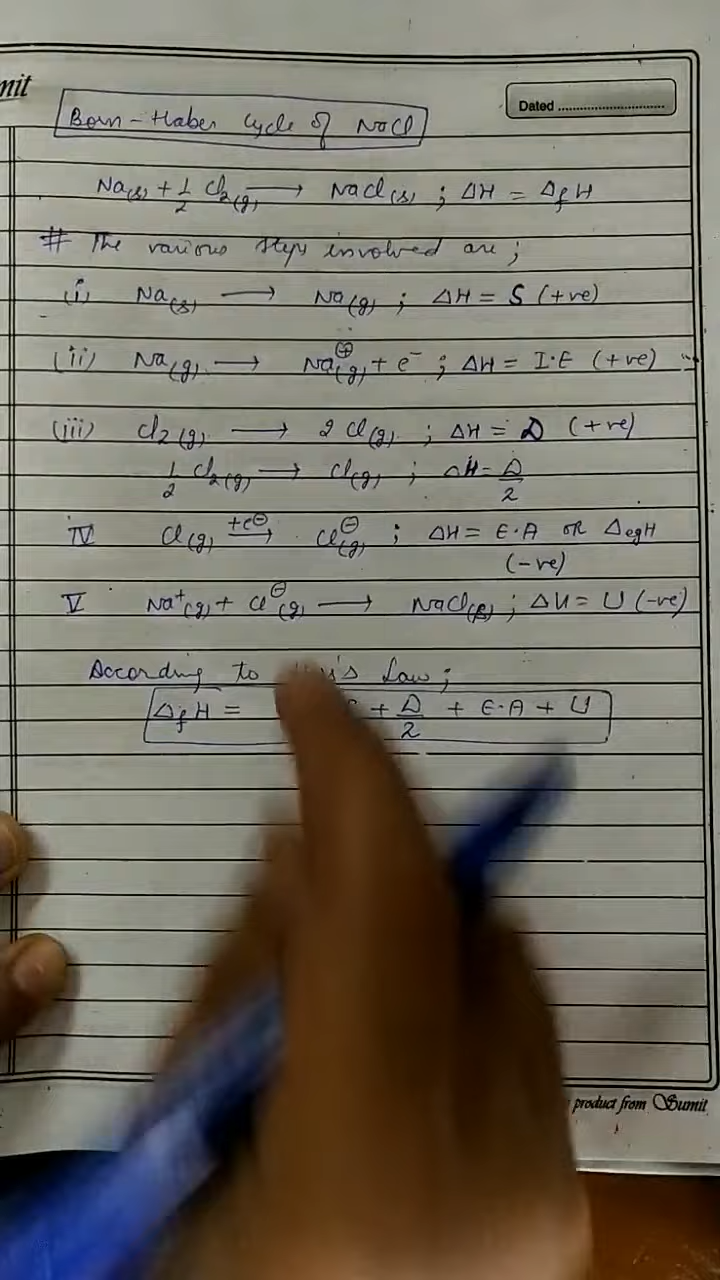 Born-Haber Cycle of NaCl
Dated
Na(s) + 1/2 Cl2(g) ⟶ NaCl(s) ; ΔH = ΔfH
# The various steps involved are ;
(i) Na(s) ⟶ Na(g) ; ΔH = S (+ve)
(ii) Na(g) ⟶ Na⊕(g) + e⁻ ; ΔH = I.E (+ve)
(iii) Cl2(g) ⟶ 2 Cl(g) ; ΔH = D (+ve)
1/2 Cl2(g) ⟶ Cl(g) ; ΔH = D/2
IV Cl(g) +e⊖ ⟶ Cl⊖(g) ; ΔH = E.A OR ΔegH
(-ve)
V Na⁺(g) + Cl⊖(g) ⟶ NaCl(s) ; ΔH = U (-ve)
According to Law ;
ΔfH = + D/2 + E.A + U
product from Sumit